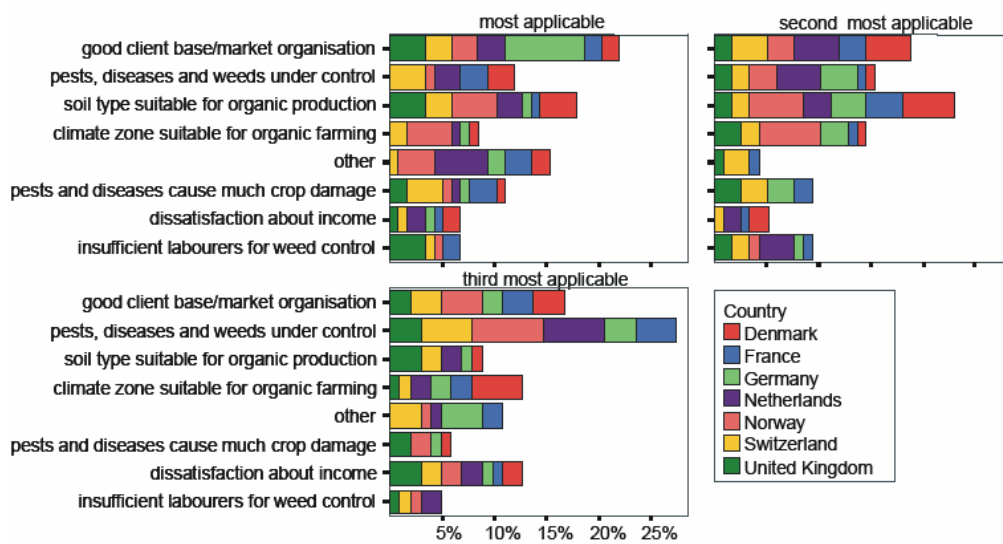 most applicable
second most applicable
good client base/market organisation
pests, diseases and weeds under control
soil type suitable for organic production
climate zone suitable for organic farming
other
pests and diseases cause much crop damage
dissatisfaction about income
insufficient labourers for weed control
third most applicable
good client base/market organisation
pests, diseases and weeds under control
soil type suitable for organic production
climate zone suitable for organic farming
other
pests and diseases cause much crop damage
dissatisfaction about income
insufficient labourers for weed control
5% 10% 15% 20% 25%
Country
Denmark
France
Germany
Netherlands
Norway
Switzerland
United Kingdom